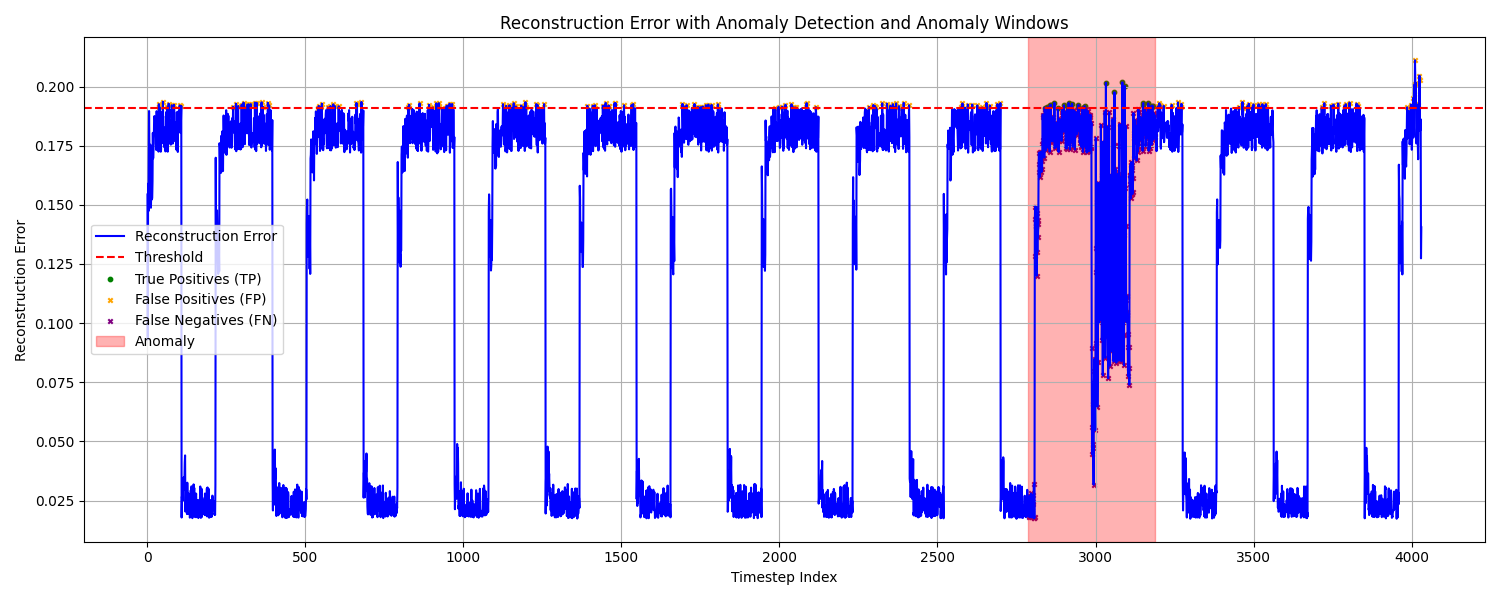 Reconstruction Error with Anomaly Detection and Anomaly Windows
Reconstruction Error
0.200
0.175
0.150
0.125
0.100
0.075
0.050
0.025
Reconstruction Error
Threshold
True Positives (TP)
False Positives (FP)
False Negatives (FN)
Anomaly
0 500 1000 1500 2000 2500 3000 3500 4000
Timestep Index